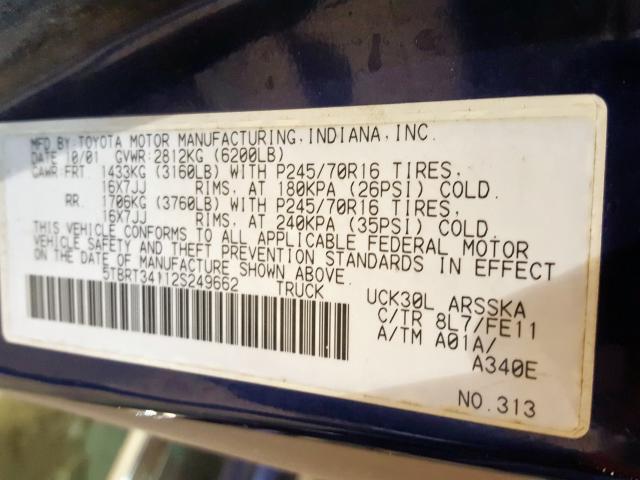 MFD BY: TOYOTA MOTOR MANUFACTURING, INDIANA, INC.
DATE 10/01 GVWR: 2812KG (6200LB)
GAWR FRT. 1433KG (3160LB) WITH P245/70R16 TIRES,
16X7JJ RIMS, AT 180KPA (26PSI) COLD.
RR. 1706KG (3760LB) WITH P245/70R16 TIRES,
16X7JJ RIMS, AT 240KPA (35PSI) COLD.
THIS VEHICLE CONFORMS TO ALL APPLICABLE FEDERAL MOTOR
VEHICLE SAFETY AND THEFT PREVENTION STANDARDS IN EFFECT
ON THE DATE OF MANUFACTURE SHOWN ABOVE.
5TBRT34112S249662 TRUCK
UCK30L ARSSKA
C/TR 8L7/FE11
A/TM A01A/
A340E
NO. 313